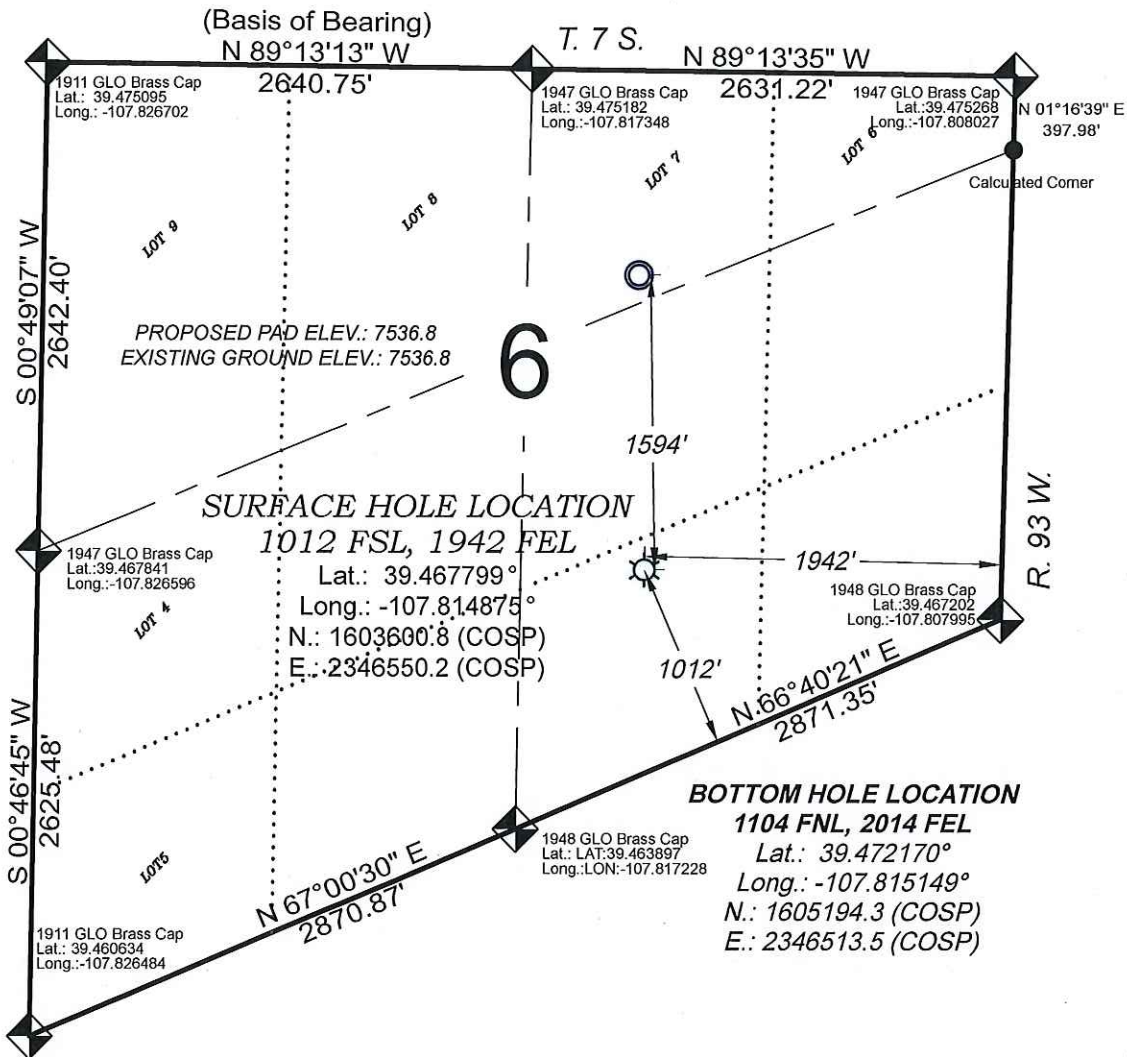 (Basis of Bearing)
N 89°13'13" W
2640.75'
T. 7 S.
N 89°13'35" W
2631.22'
1911 GLO Brass Cap
Lat.: 39.475095
Long.: -107.826702
1947 GLO Brass Cap
Lat.: 39.475182
Long.:-107.817348
1947 GLO Brass Cap
Lat.:39.475268
Long.:-107.808027
N 01°16'39" E
397.98'
Calculated Corner
LOT 9
LOT 8
LOT 7
LOT 6
S 00°49'07" W
2642.40'
PROPOSED PAD ELEV.: 7536.8
EXISTING GROUND ELEV.: 7536.8
6
1594'
SURFACE HOLE LOCATION
1012 FSL, 1942 FEL
Lat.: 39.467799°
Long.: -107.814875°
N.: 1603600.8 (COSP)
E.: 2346550.2 (COSP)
R. 93 W.
1942'
1947 GLO Brass Cap
Lat.:39.467841
Long.:-107.826596
1948 GLO Brass Cap
Lat.:39.467202
Long.:-107.807995
LOT 4
1012'
N 66°40'21" E
2871.35'
S 00°46'45" W
2625.48'
BOTTOM HOLE LOCATION
1104 FNL, 2014 FEL
Lat.: 39.472170°
Long.: -107.815149°
N.: 1605194.3 (COSP)
E.: 2346513.5 (COSP)
1948 GLO Brass Cap
Lat.: LAT:39.463897
Long.:LON:-107.817228
LOT5
N 67°00'30" E
2870.87'
1911 GLO Brass Cap
Lat.: 39.460634
Long.:-107.826484